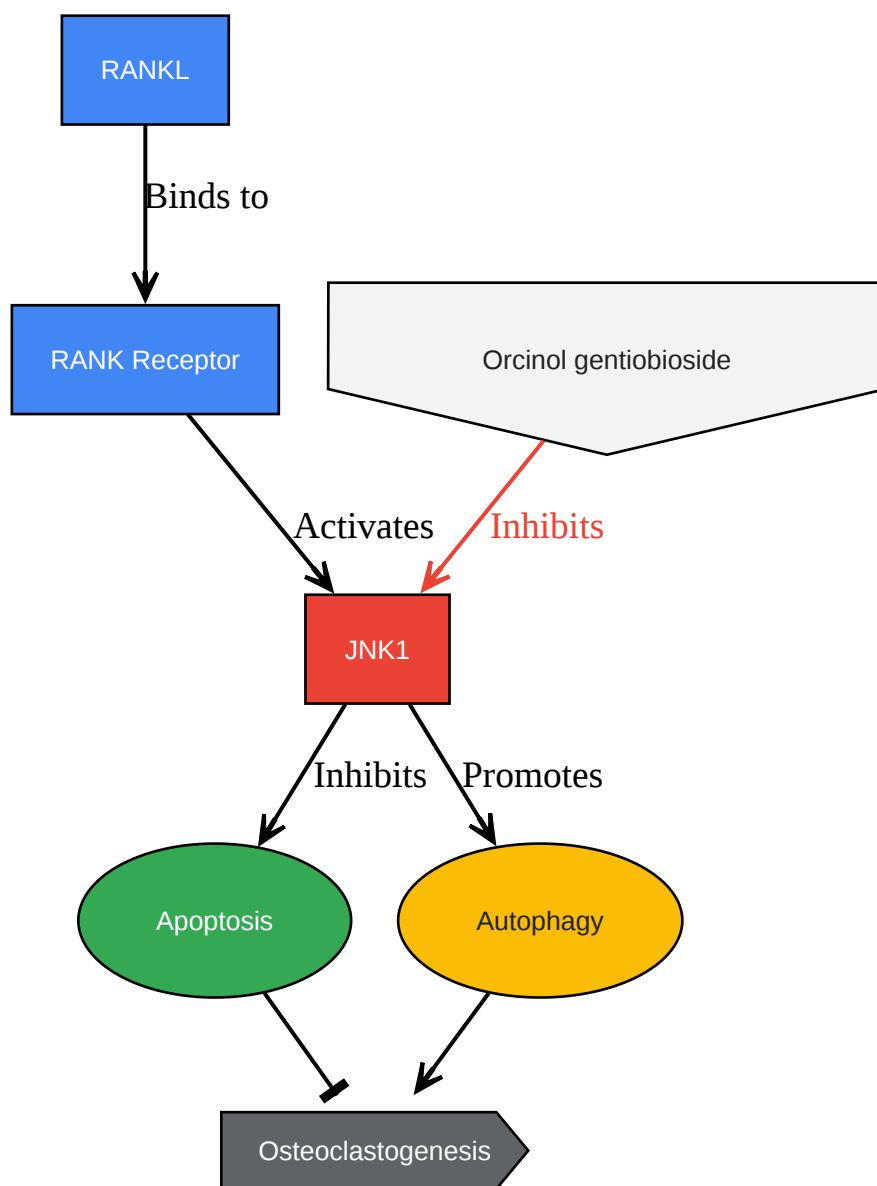 RANKL
Binds to
RANK Receptor
Orcinol gentiobioside
Activates
Inhibits
JNK1
Inhibits
Promotes
Apoptosis
Autophagy
Osteoclastogenesis